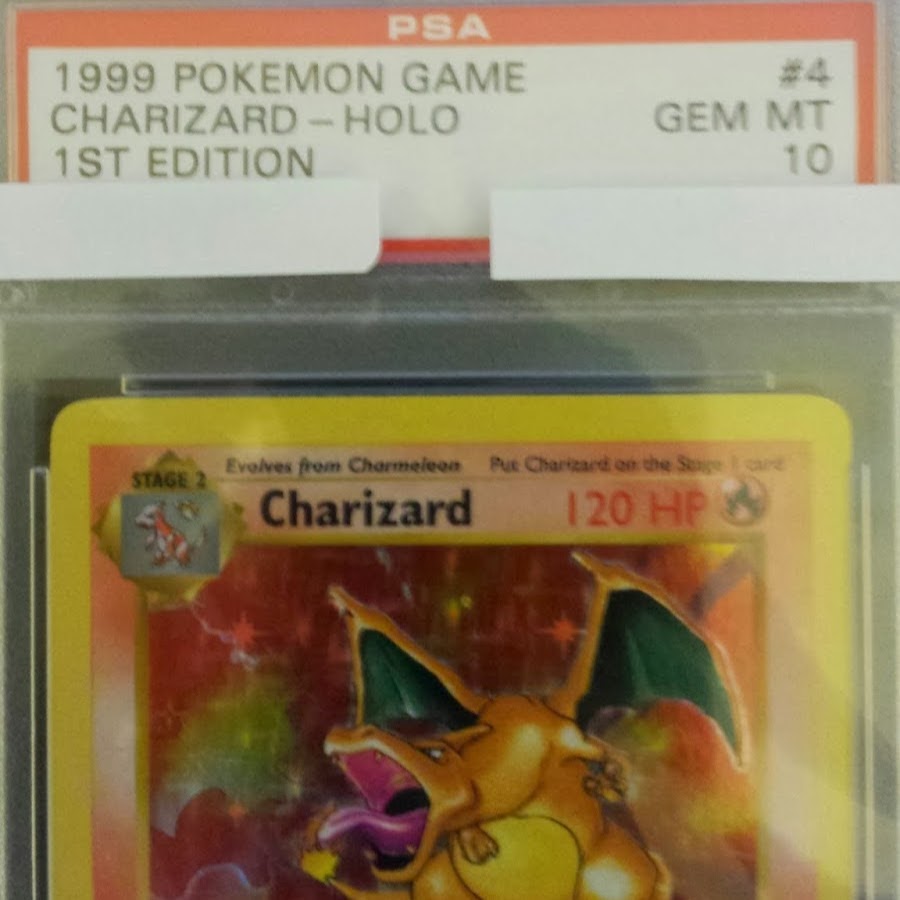 PSA
1999 POKEMON GAME #4
CHARIZARD – HOLO GEM MT
1ST EDITION 10
STAGE 2 Evolves from Charmeleon Put Charizard on the Stage 1 card
Charizard 120 HP